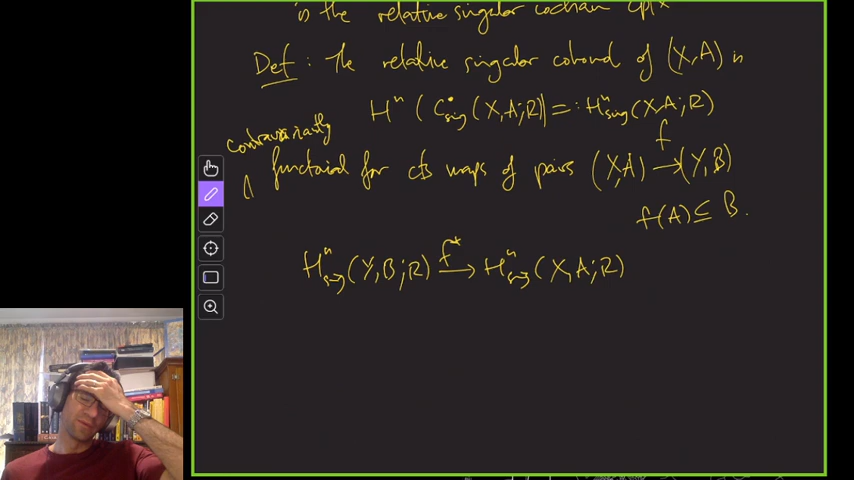 is the relative singular cochain cplx
Def: The relative singular cohomol of (X,A) is
H^n (C^•_sing (X,A;R)) =: H^n_sing (X,A;R)
contravariantly
functorial for cts maps of pairs (X,A) →^f (Y,B)
f(A) ⊆ B.
H^n_sing (Y,B;R) →^{f*} H^n_sing (X,A;R)